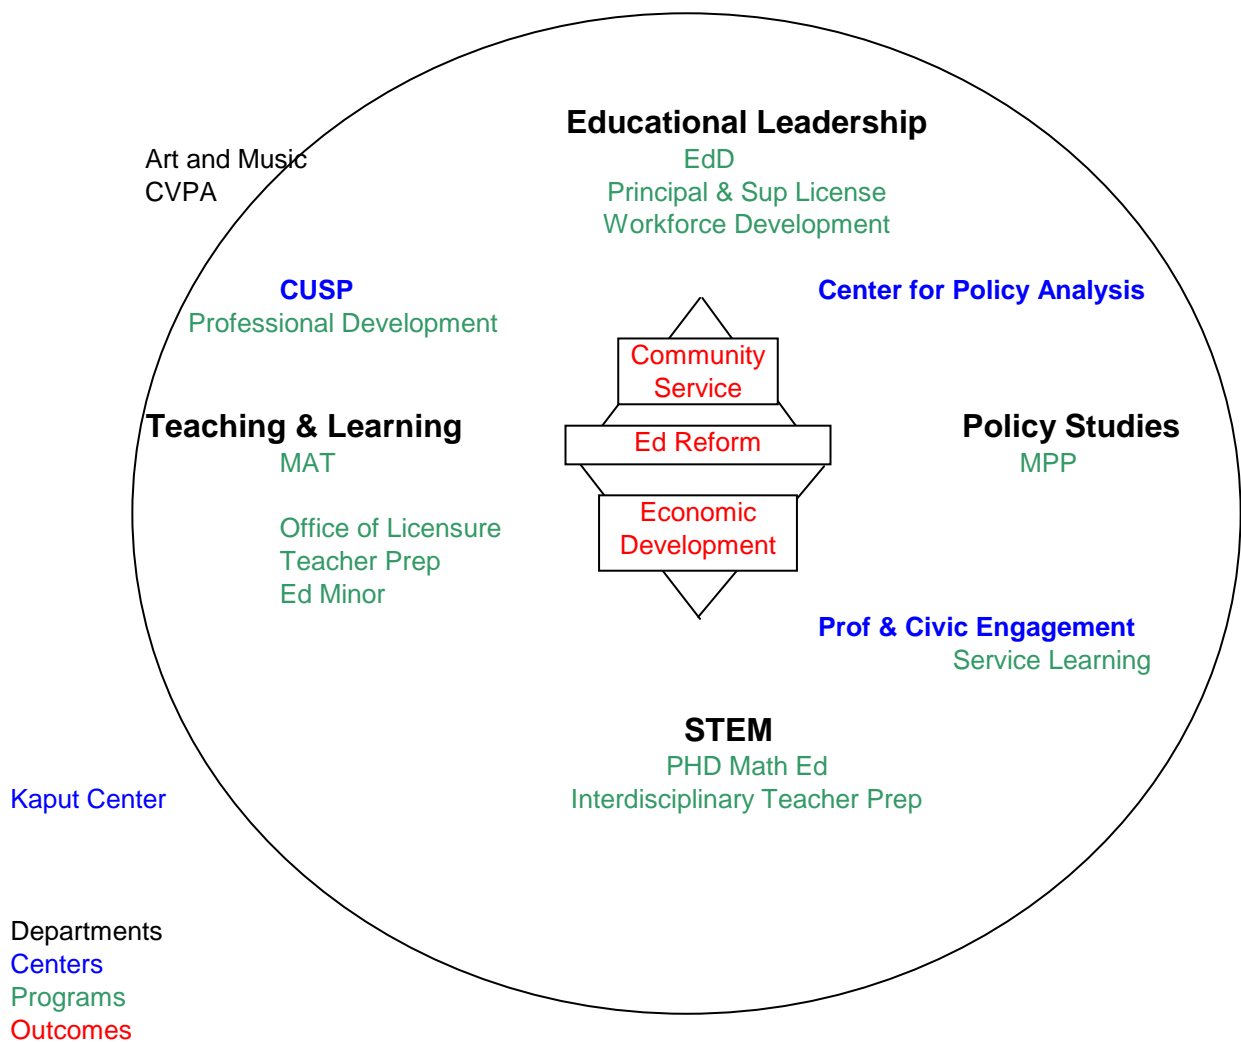 Educational Leadership
EdD
Principal & Sup License
Workforce Development
Art and Music
CVPA
CUSP
Professional Development
Center for Policy Analysis
Community
Service
Ed Reform
Economic
Development
Teaching & Learning
MAT
Office of Licensure
Teacher Prep
Ed Minor
Policy Studies
MPP
Prof & Civic Engagement
Service Learning
STEM
PHD Math Ed
Interdisciplinary Teacher Prep
Kaput Center
Departments
Centers
Programs
Outcomes